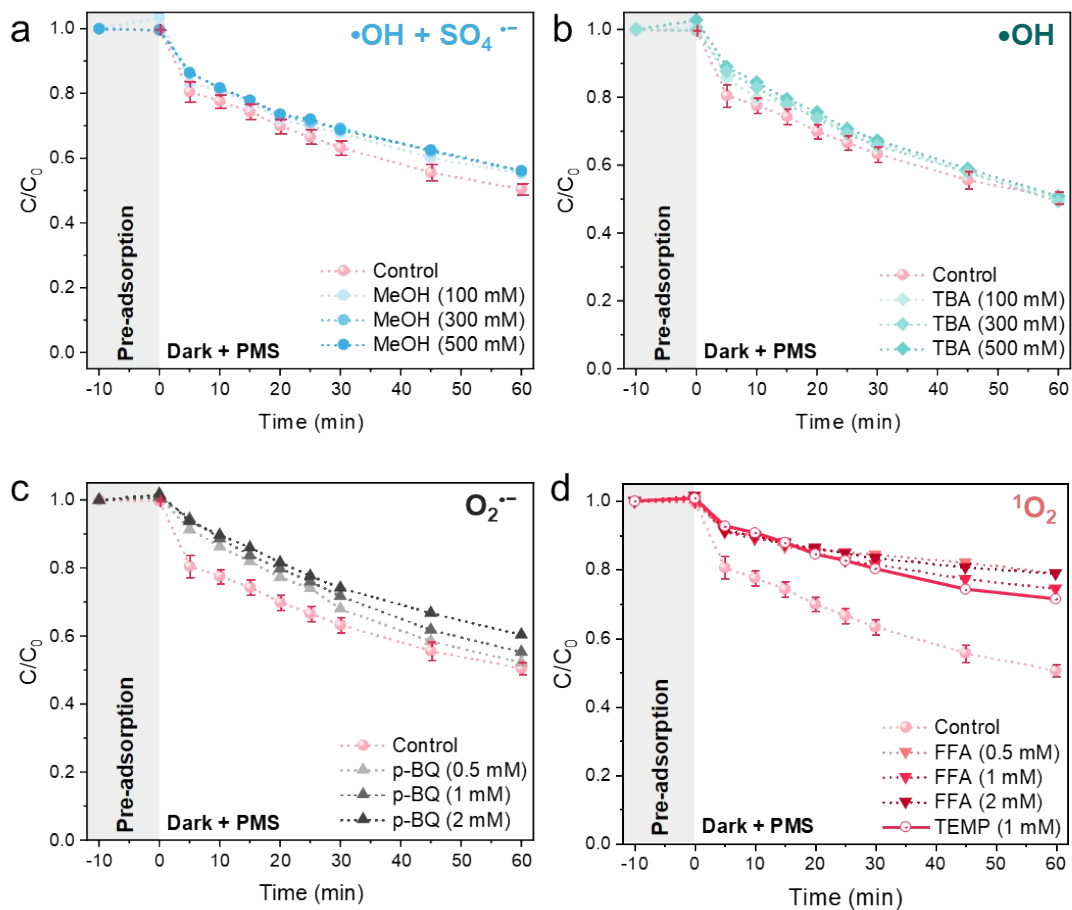 a
•OH + SO₄ •−
C/C₀
1.0
0.8
0.6
0.4
0.2
0.0
Pre-adsorption
Dark + PMS
Control
MeOH (100 mM)
MeOH (300 mM)
MeOH (500 mM)
-10 0 10 20 30 40 50 60
Time (min)
b
•OH
C/C₀
1.0
0.8
0.6
0.4
0.2
0.0
Pre-adsorption
Dark + PMS
Control
TBA (100 mM)
TBA (300 mM)
TBA (500 mM)
-10 0 10 20 30 40 50 60
Time (min)
c
O₂•−
C/C₀
1.0
0.8
0.6
0.4
0.2
0.0
Pre-adsorption
Dark + PMS
Control
p-BQ (0.5 mM)
p-BQ (1 mM)
p-BQ (2 mM)
-10 0 10 20 30 40 50 60
Time (min)
d
¹O₂
C/C₀
1.0
0.8
0.6
0.4
0.2
0.0
Pre-adsorption
Dark + PMS
Control
FFA (0.5 mM)
FFA (1 mM)
FFA (2 mM)
TEMP (1 mM)
-10 0 10 20 30 40 50 60
Time (min)